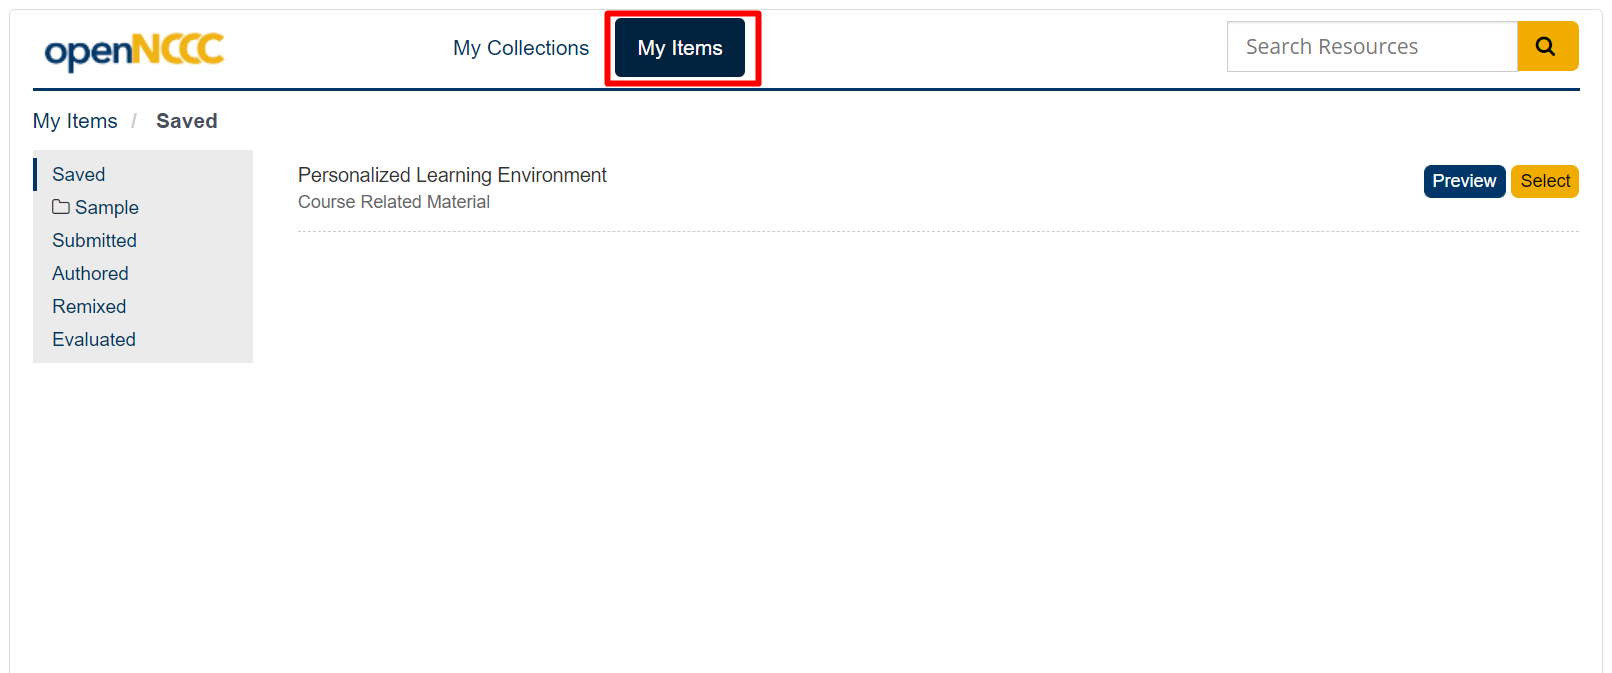 openNCCC
My Collections
My Items
Search Resources
My Items / Saved
Saved
Sample
Submitted
Authored
Remixed
Evaluated
Personalized Learning Environment
Course Related Material
Preview
Select